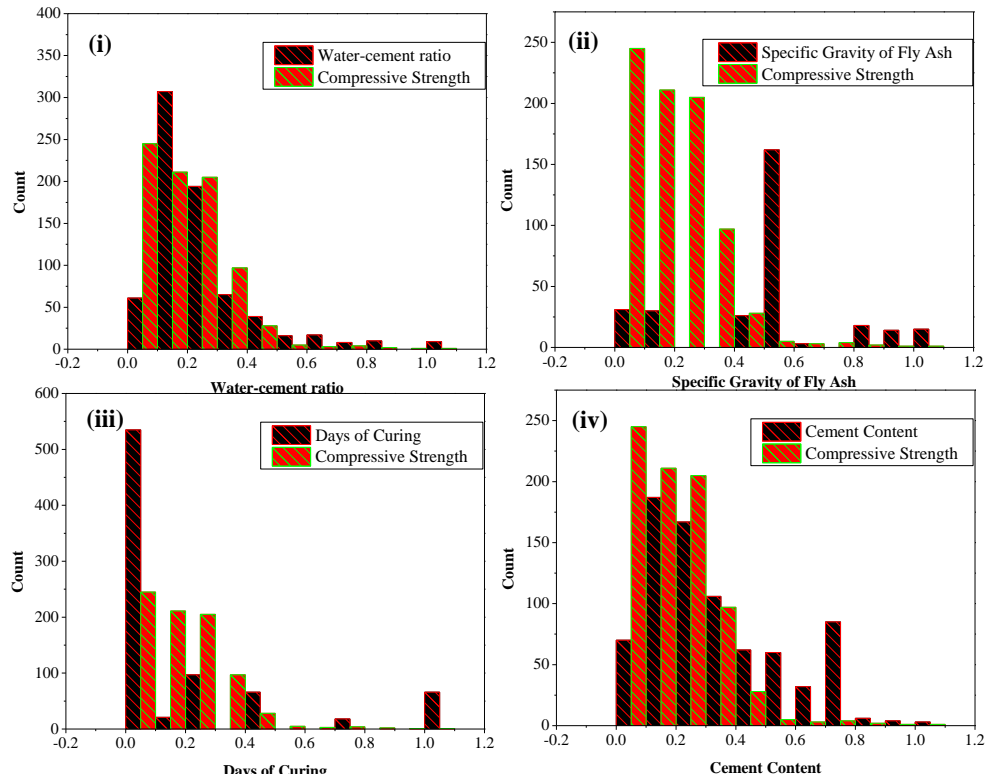 (i)
Water-cement ratio
Compressive Strength
400
350
300
250
200
150
100
50
0
Count
-0.2 0.0 0.2 0.4 0.6 0.8 1.0 1.2
Water-cement ratio
(ii)
Specific Gravity of Fly Ash
Compressive Strength
250
200
150
100
50
0
Count
-0.2 0.0 0.2 0.4 0.6 0.8 1.0 1.2
Specific Gravity of Fly Ash
(iii)
Days of Curing
Compressive Strength
600
500
400
300
200
100
0
Count
-0.2 0.0 0.2 0.4 0.6 0.8 1.0 1.2
Days of Curing
(iv)
Cement Content
Compressive Strength
250
200
150
100
50
0
Count
-0.2 0.0 0.2 0.4 0.6 0.8 1.0 1.2
Cement Content